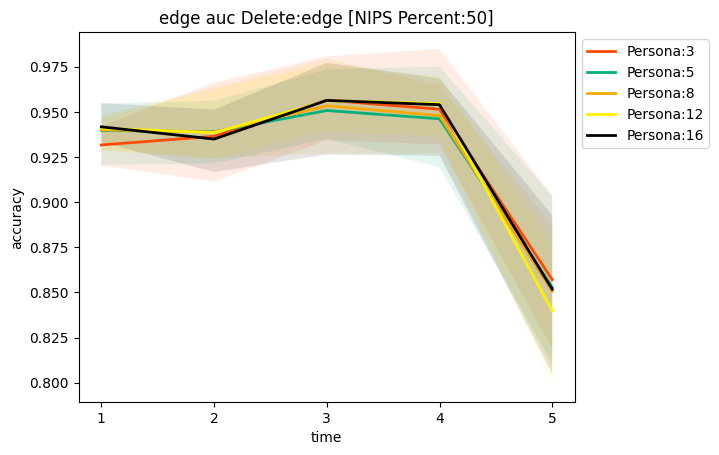 edge auc Delete:edge [NIPS Percent:50]
0.975
0.950
0.925
0.900
0.875
0.850
0.825
0.800
accuracy
1
2
3
4
5
time
Persona:3
Persona:5
Persona:8
Persona:12
Persona:16